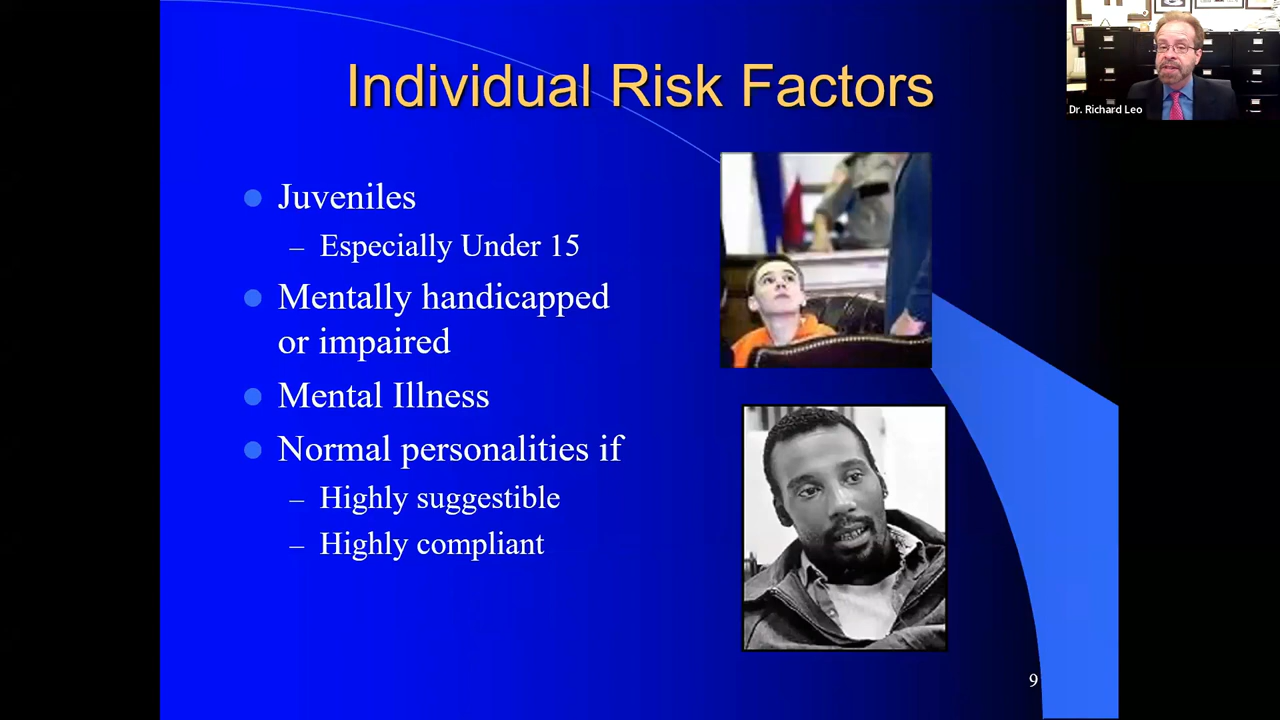 Individual Risk Factors
Dr. Richard Leo
Juveniles
– Especially Under 15
Mentally handicapped
or impaired
Mental Illness
Normal personalities if
– Highly suggestible
– Highly compliant
9